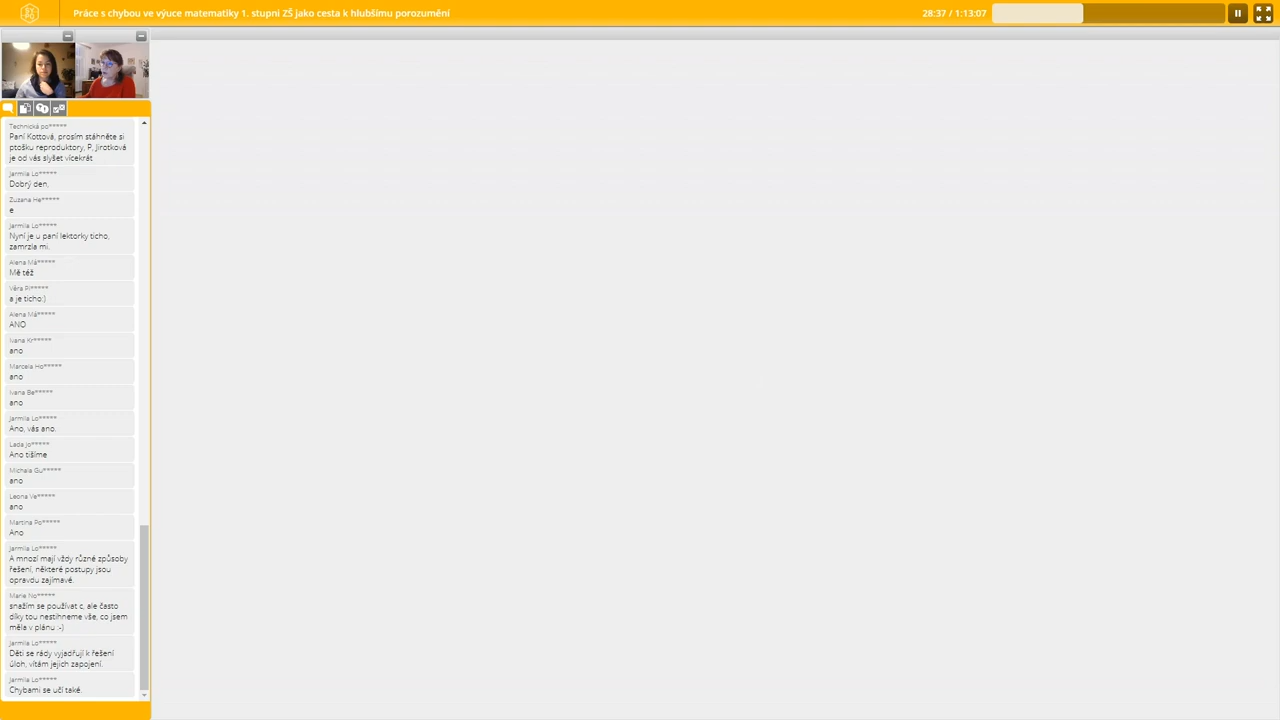 Práce s chybou ve výuce matematiky 1. stupni ZŠ jako cesta k hlubšímu porozumění
28:37 / 1:13:07
Technická po*****
Paní Kottová, prosím stáhněte si
ptošku reproduktory, P. Jirotková
je od vás slyšet vícekrát
Jarmila Lo*****
Dobrý den,
Zuzana He*****
e
Jarmila Lo*****
Nyní je u paní lektorky ticho,
zamrzla mi.
Alena Má*****
Mě též
Věra Pi*****
a je ticho:)
Alena Má*****
ANO
Ivana Kr*****
ano
Marcela Ho*****
ano
Ivana Be*****
ano
Jarmila Lo*****
Ano, vás ano.
Lada Jo*****
Ano tišíme
Michala Gu*****
ano
Leona Ve*****
ano
Martina Po*****
Ano
Jarmila Lo*****
A mnozí mají vždy různé způsoby
řešení, některé postupy jsou
opravdu zajímavé.
Marie No*****
snažím se používat c, ale často
díky tou nestihneme vše, co jsem
měla v plánu :-)
Jarmila Lo*****
Děti se rády vyjadřují k řešení
úloh, vítám jejich zapojení.
Jarmila Lo*****
Chybami se učí také.